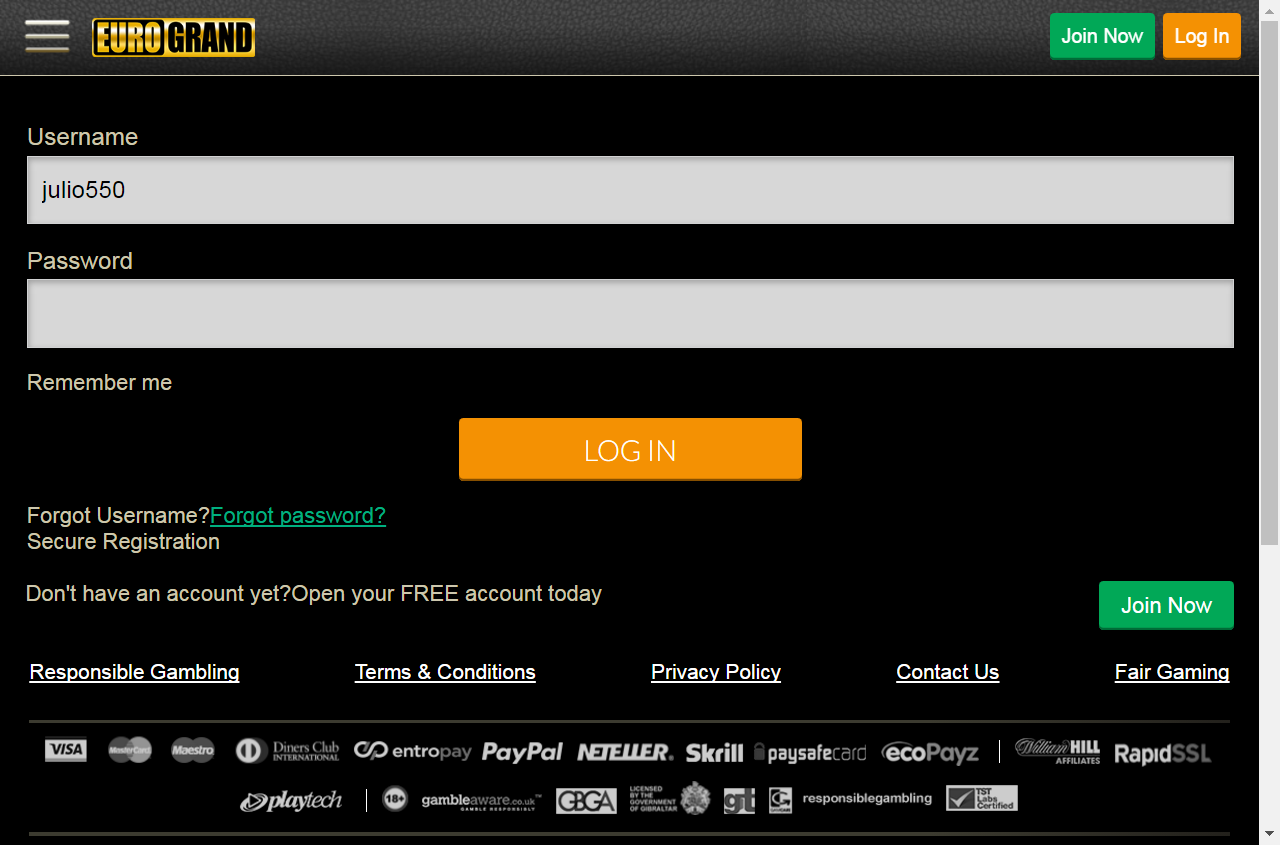 EURO GRAND
Join Now
Log In
Username
julio550
Password
Remember me
LOG IN
Forgot Username?Forgot password?
Secure Registration
Don't have an account yet?Open your FREE account today
Join Now
Responsible Gambling Terms & Conditions Privacy Policy Contact Us Fair Gaming
VISA MasterCard Maestro Diners Club INTERNATIONAL entropay PayPal NETELLER Skrill paysafecard ecoPayz William HILL AFFILIATES RapidSSL
playtech 18+ gambleaware.co.uk™ GAMBLE RESPONSIBLY GBGA LICENSED BY THE GOVERNMENT OF GIBRALTAR responsiblegambling TST Labs Certified